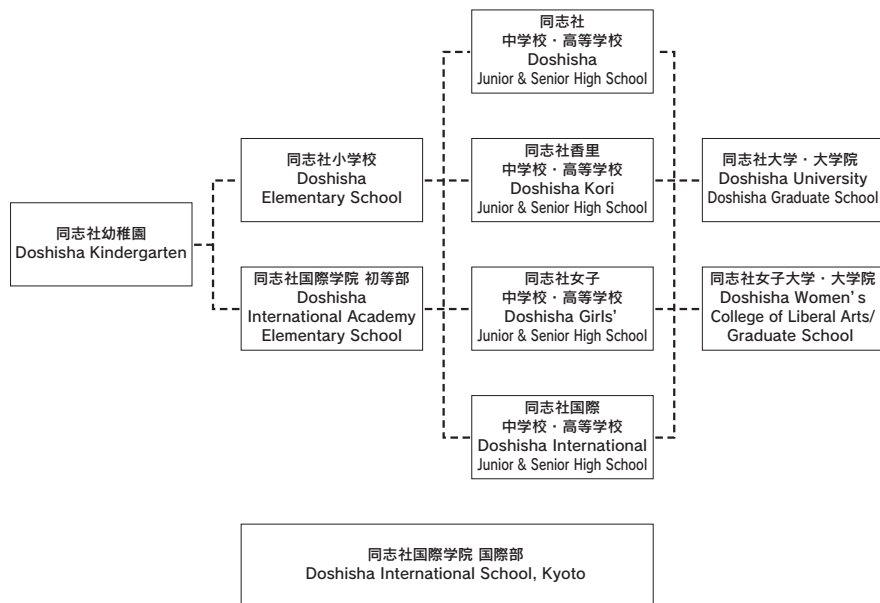 同志社幼稚園
Doshisha Kindergarten
同志社小学校
Doshisha
Elementary School
同志社国際学院 初等部
Doshisha
International Academy
Elementary School
同志社
中学校・高等学校
Doshisha
Junior & Senior High School
同志社香里
中学校・高等学校
Doshisha Kori
Junior & Senior High School
同志社女子
中学校・高等学校
Doshisha Girls’
Junior & Senior High School
同志社国際
中学校・高等学校
Doshisha International
Junior & Senior High School
同志社大学・大学院
Doshisha University
Doshisha Graduate School
同志社女子大学・大学院
Doshisha Women’s
College of Liberal Arts/
Graduate School
同志社国際学院 国際部
Doshisha International School, Kyoto